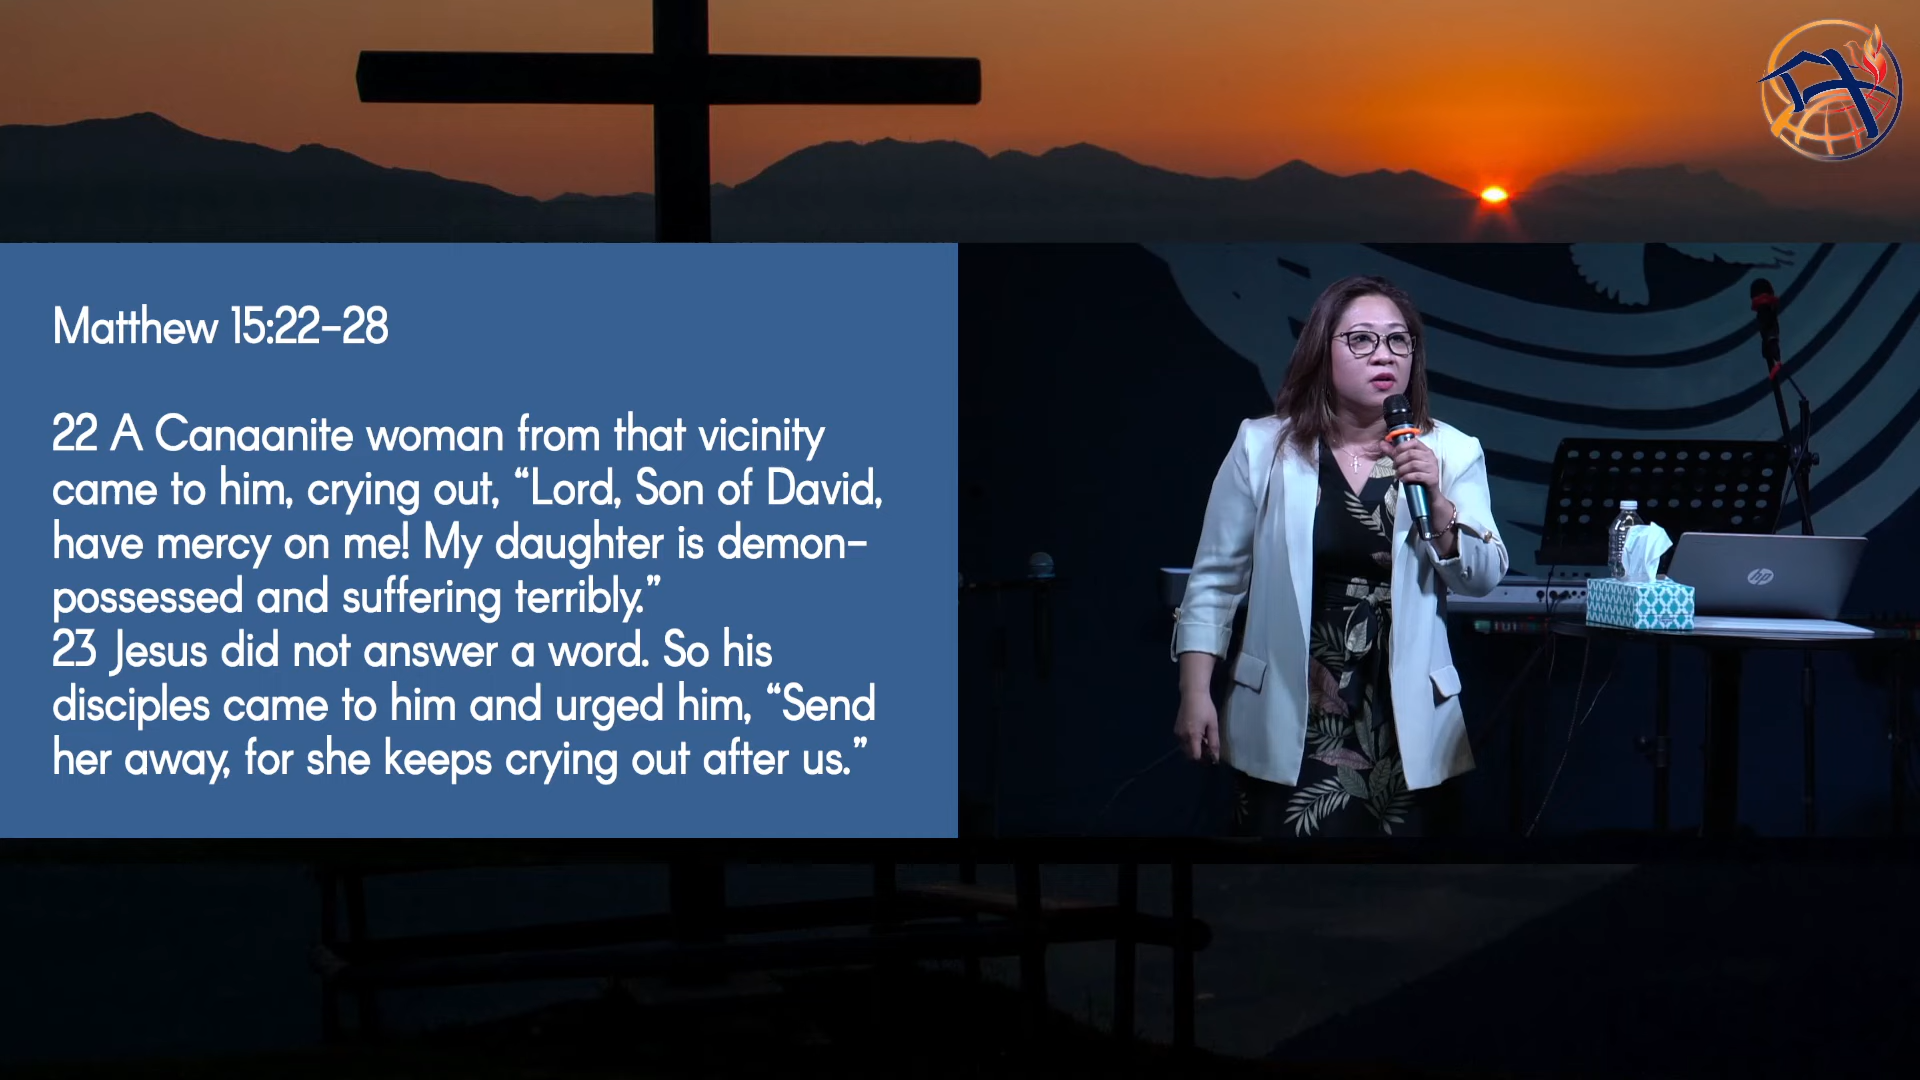 Matthew 15:22-28
22 A Canaanite woman from that vicinity
came to him, crying out, “Lord, Son of David,
have mercy on me! My daughter is demon-
possessed and suffering terribly.”
23 Jesus did not answer a word. So his
disciples came to him and urged him, “Send
her away, for she keeps crying out after us.”
hp